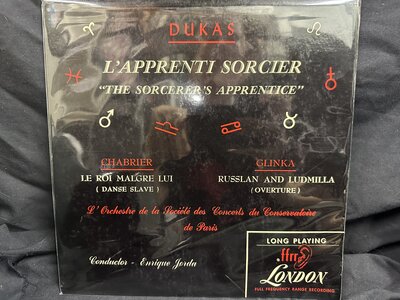 DUKAS
L'APPRENTI SORCIER
"THE SORCERER'S APPRENTICE"
CHABRIER
LE ROI MALGRE LUI
( DANSE SLAVE )
GLINKA
RUSSLAN AND LUDMILLA
( OVERTURE )
L'Orchestre de la Société des Concerts du Conservatoire
de Paris
Conductor - Enrique Jorda
LONG PLAYING
ffrr
LONDON
FULL FREQUENCY RANGE RECORDING